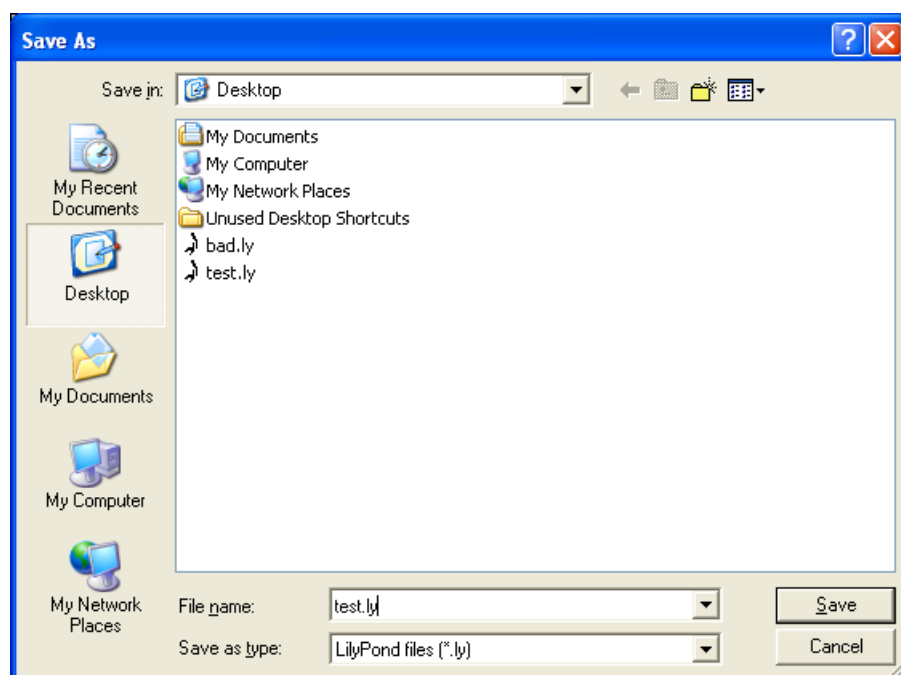 Save As
Save in:
Desktop
My Recent
Documents
Desktop
My Documents
My Computer
My Network
Places
My Documents
My Computer
My Network Places
Unused Desktop Shortcuts
bad.ly
test.ly
File name:
test.ly
Save
Save as type:
LilyPond files (*.ly)
Cancel